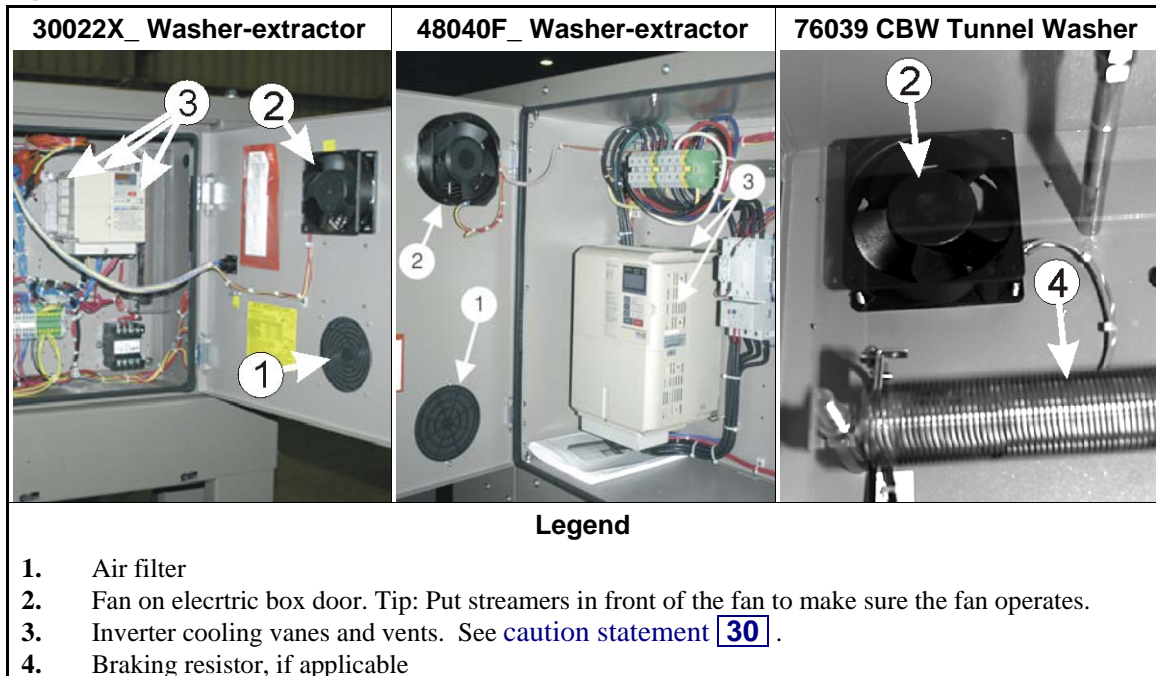 30022X_ Washer-extractor
48040F_ Washer-extractor
76039 CBW Tunnel Washer
3
2
1
2
1
3
2
4
Legend
1. Air filter
2. Fan on elecrtric box door. Tip: Put streamers in front of the fan to make sure the fan operates.
3. Inverter cooling vanes and vents. See caution statement 30 .
4. Braking resistor, if applicable